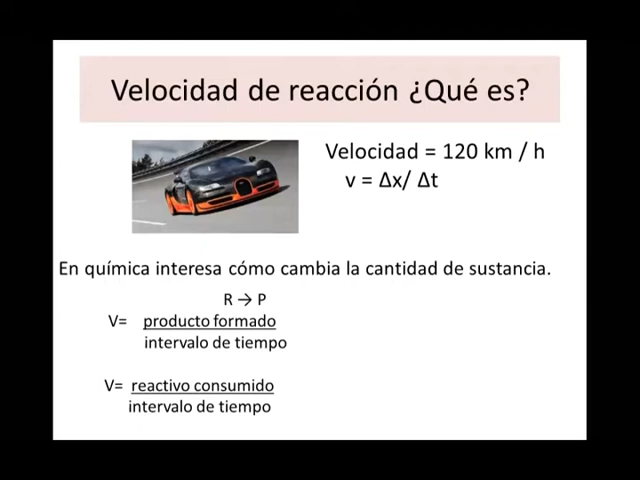 Velocidad de reacción ¿Qué es?
Velocidad = 120 km / h
v = Δx/ Δt
En química interesa cómo cambia la cantidad de sustancia.
R → P
V= producto formado
intervalo de tiempo
V= reactivo consumido
intervalo de tiempo